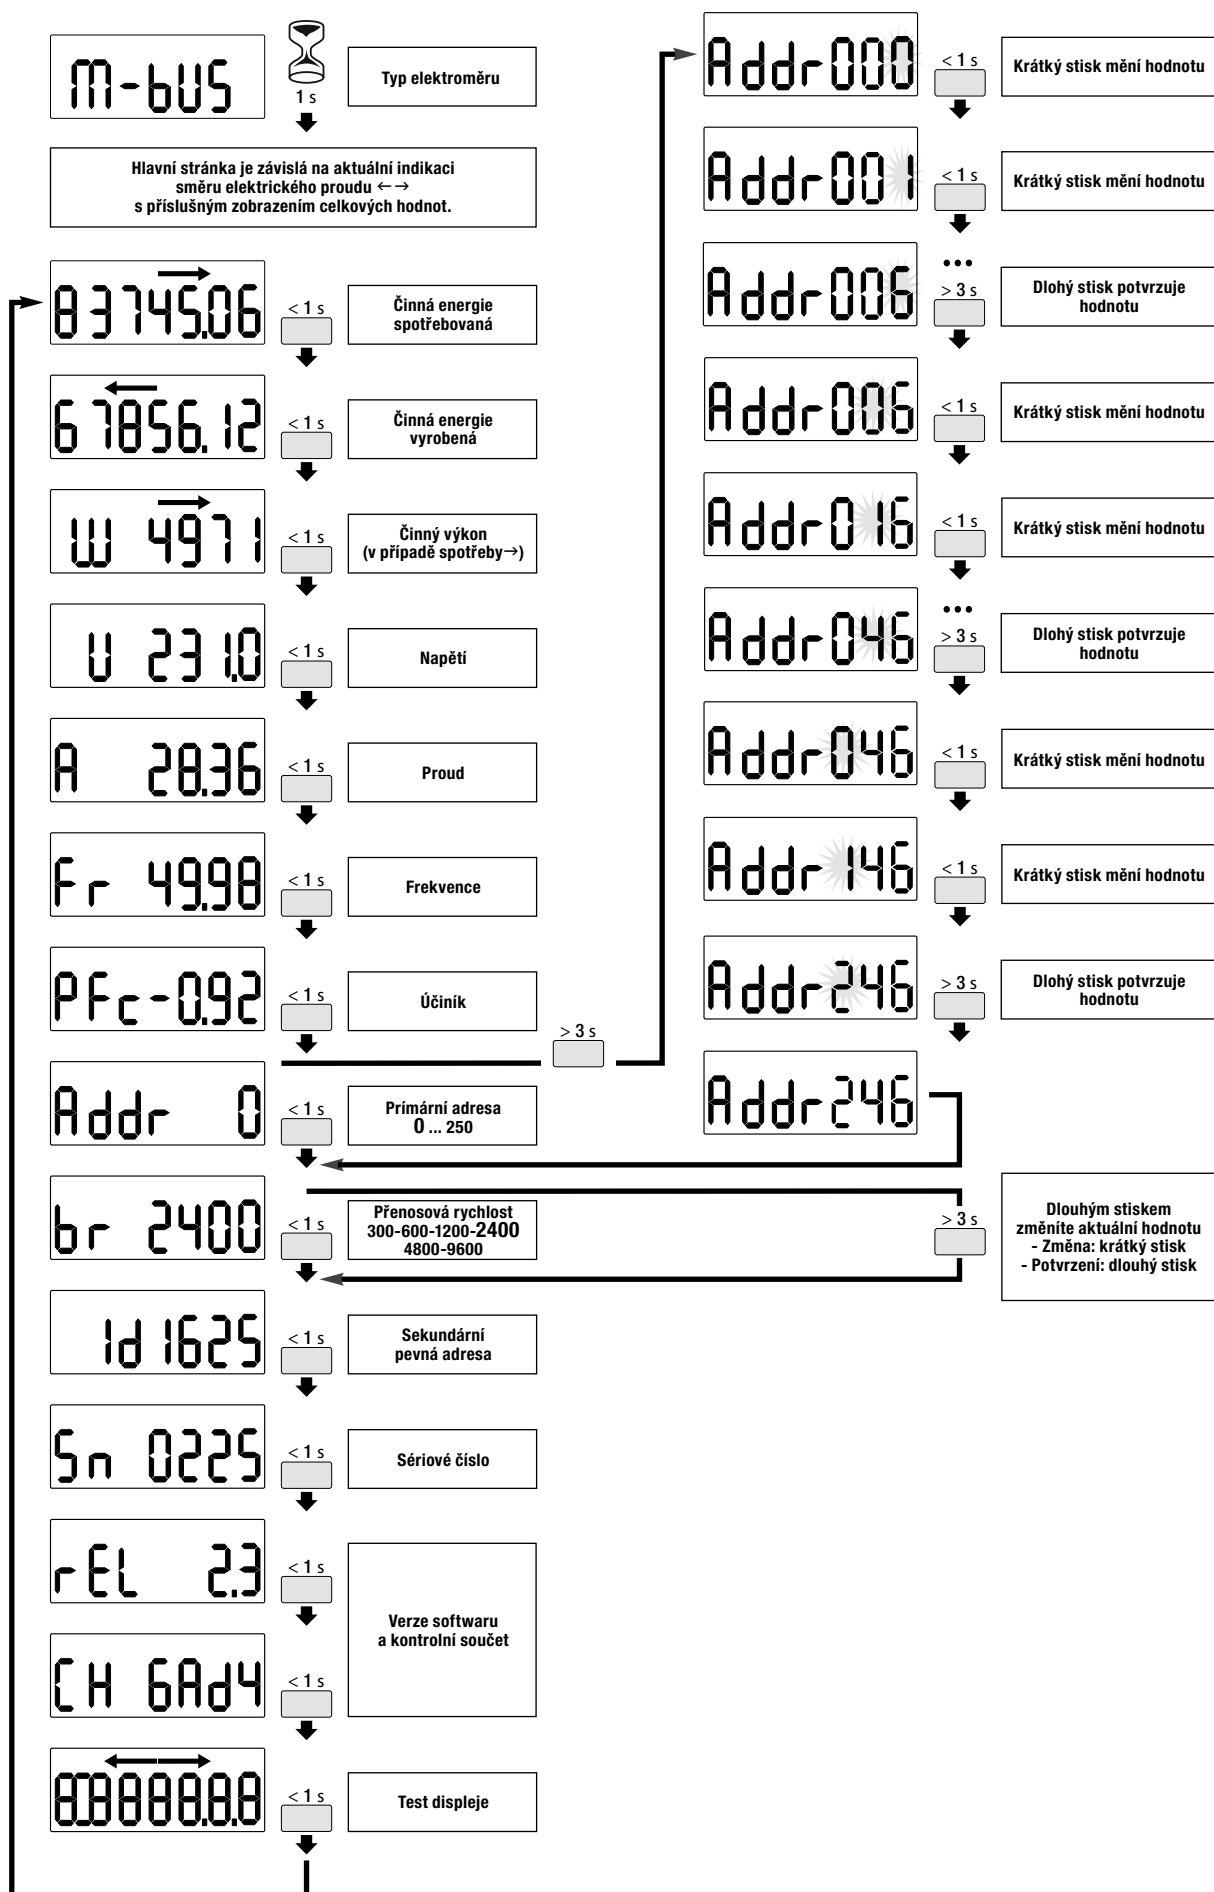 M-bUS
1 s
Typ elektroměru
Hlavní stránka je závislá na aktuální indikaci
směru elektrického proudu ←→
s příslušným zobrazením celkových hodnot.
83745.06
< 1 s
Činná energie
spotřebovaná
67856.12
< 1 s
Činná energie
vyrobená
W 4971
< 1 s
Činný výkon
(v případě spotřeby→)
U 231.0
< 1 s
Napětí
A 28.36
< 1 s
Proud
Fr 49.98
< 1 s
Frekvence
PFc-0.92
< 1 s
Účiník
> 3 s
Addr 0
< 1 s
Prímární adresa
0 ... 250
br 2400
< 1 s
Přenosová rychlost
300-600-1200-2400
4800-9600
Id 1625
< 1 s
Sekundární
pevná adresa
Sn 0225
< 1 s
Sériové číslo
rEL 2.3
< 1 s
Verze softwaru
a kontrolní součet
CH 6Ad4
< 1 s
888888.8.8
< 1 s
Test displeje
Addr000
< 1 s
Krátký stisk mění hodnotu
Addr001
< 1 s
Krátký stisk mění hodnotu
Addr006
...
> 3 s
Dlohý stisk potvrzuje
hodnotu
Addr006
< 1 s
Krátký stisk mění hodnotu
Addr016
< 1 s
Krátký stisk mění hodnotu
Addr046
...
> 3 s
Dlohý stisk potvrzuje
hodnotu
Addr046
< 1 s
Krátký stisk mění hodnotu
Addr146
< 1 s
Krátký stisk mění hodnotu
Addr246
> 3 s
Dlohý stisk potvrzuje
hodnotu
Addr246
> 3 s
Dlouhým stiskem
změníte aktuální hodnotu
- Změna: krátký stisk
- Potvrzení: dlouhý stisk